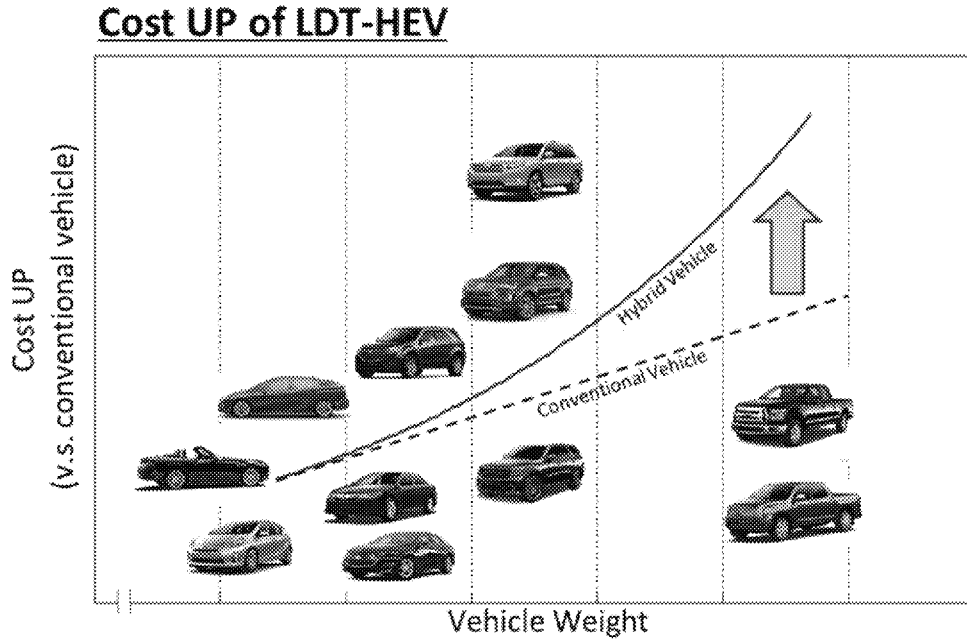 Cost UP of LDT-HEV
Cost UP
(v.s. conventional vehicle)
Hybrid Vehicle
Conventional Vehicle
Vehicle Weight